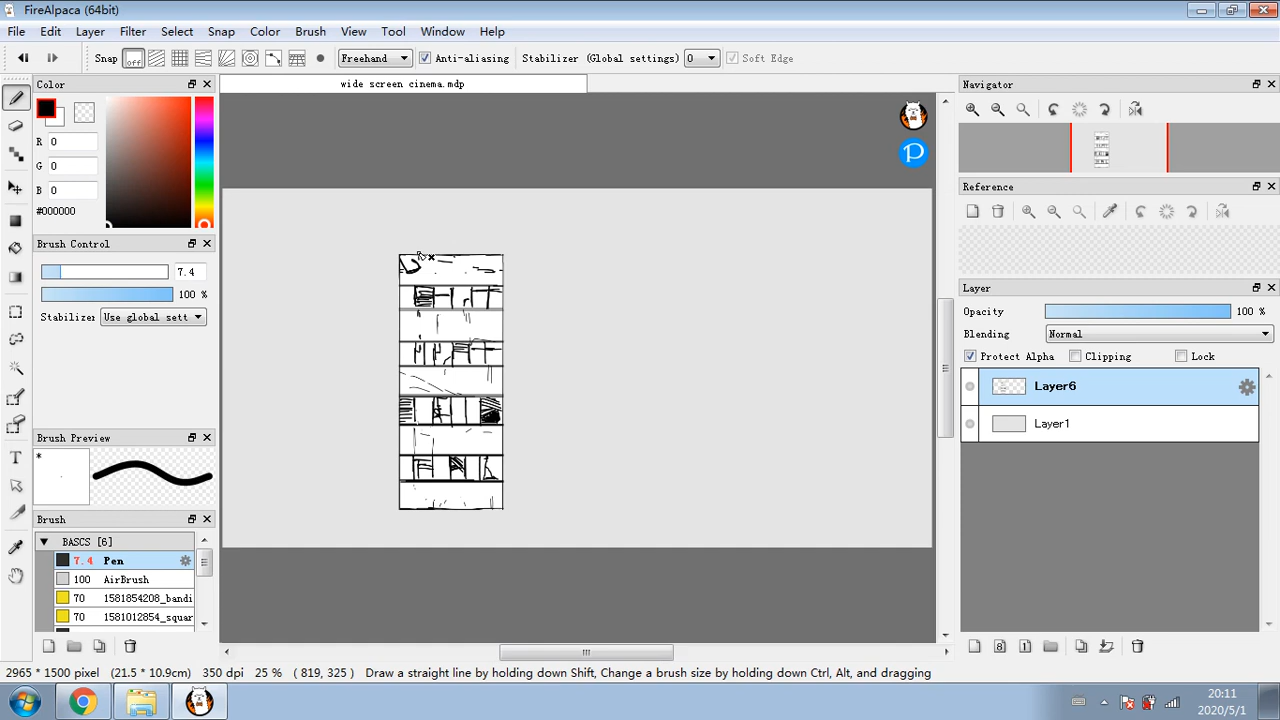 FireAlpaca (64bit)
File Edit Layer Filter Select Snap Color Brush View Tool Window Help
Snap off Freehand Anti-aliasing Stabilizer (Global settings) 0 Soft Edge
Color
wide screen cinema.mdp
Navigator
R 0
G 0
B 0
#000000
Reference
Brush Control
7.4
100 %
Stabilizer Use global sett
Layer
Opacity 100 %
Blending Normal
Protect Alpha Clipping Lock
Layer6
Layer1
Brush Preview
*
Brush
BASCS [6]
7.4 Pen
100 AirBrush
70 1581854208_bandi
70 1581012854_squar
2965 * 1500 pixel (21.5 * 10.9cm) 350 dpi 25 % (819, 325) Draw a straight line by holding down Shift, Change a brush size by holding down Ctrl, Alt, and dragging
20:11
2020/5/1